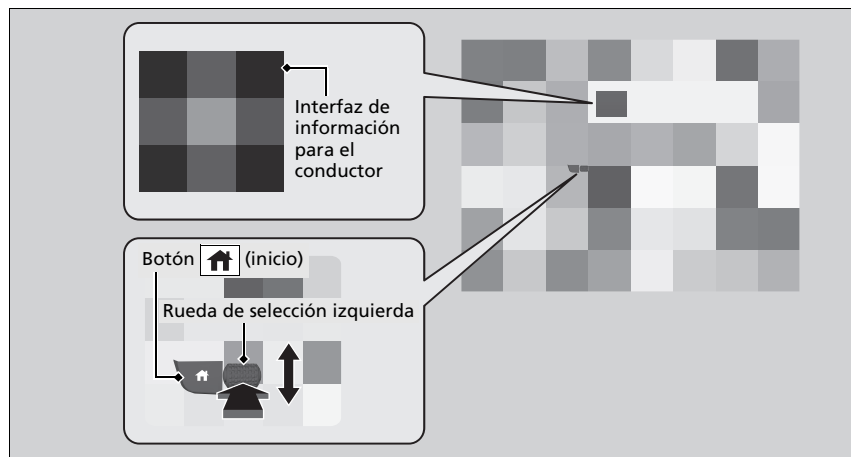 Interfaz de
información
para el
conductor
Botón (inicio)
Rueda de selección izquierda